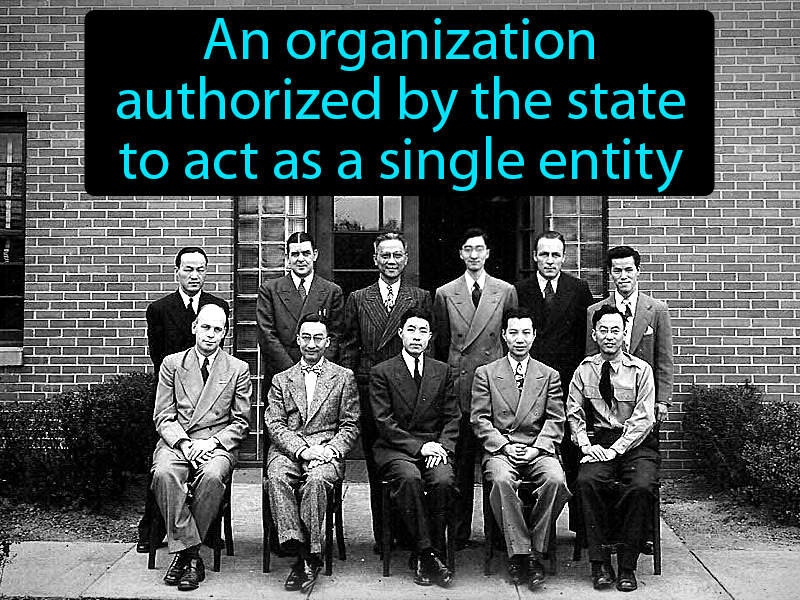 An organization
authorized by the state
to act as a single entity